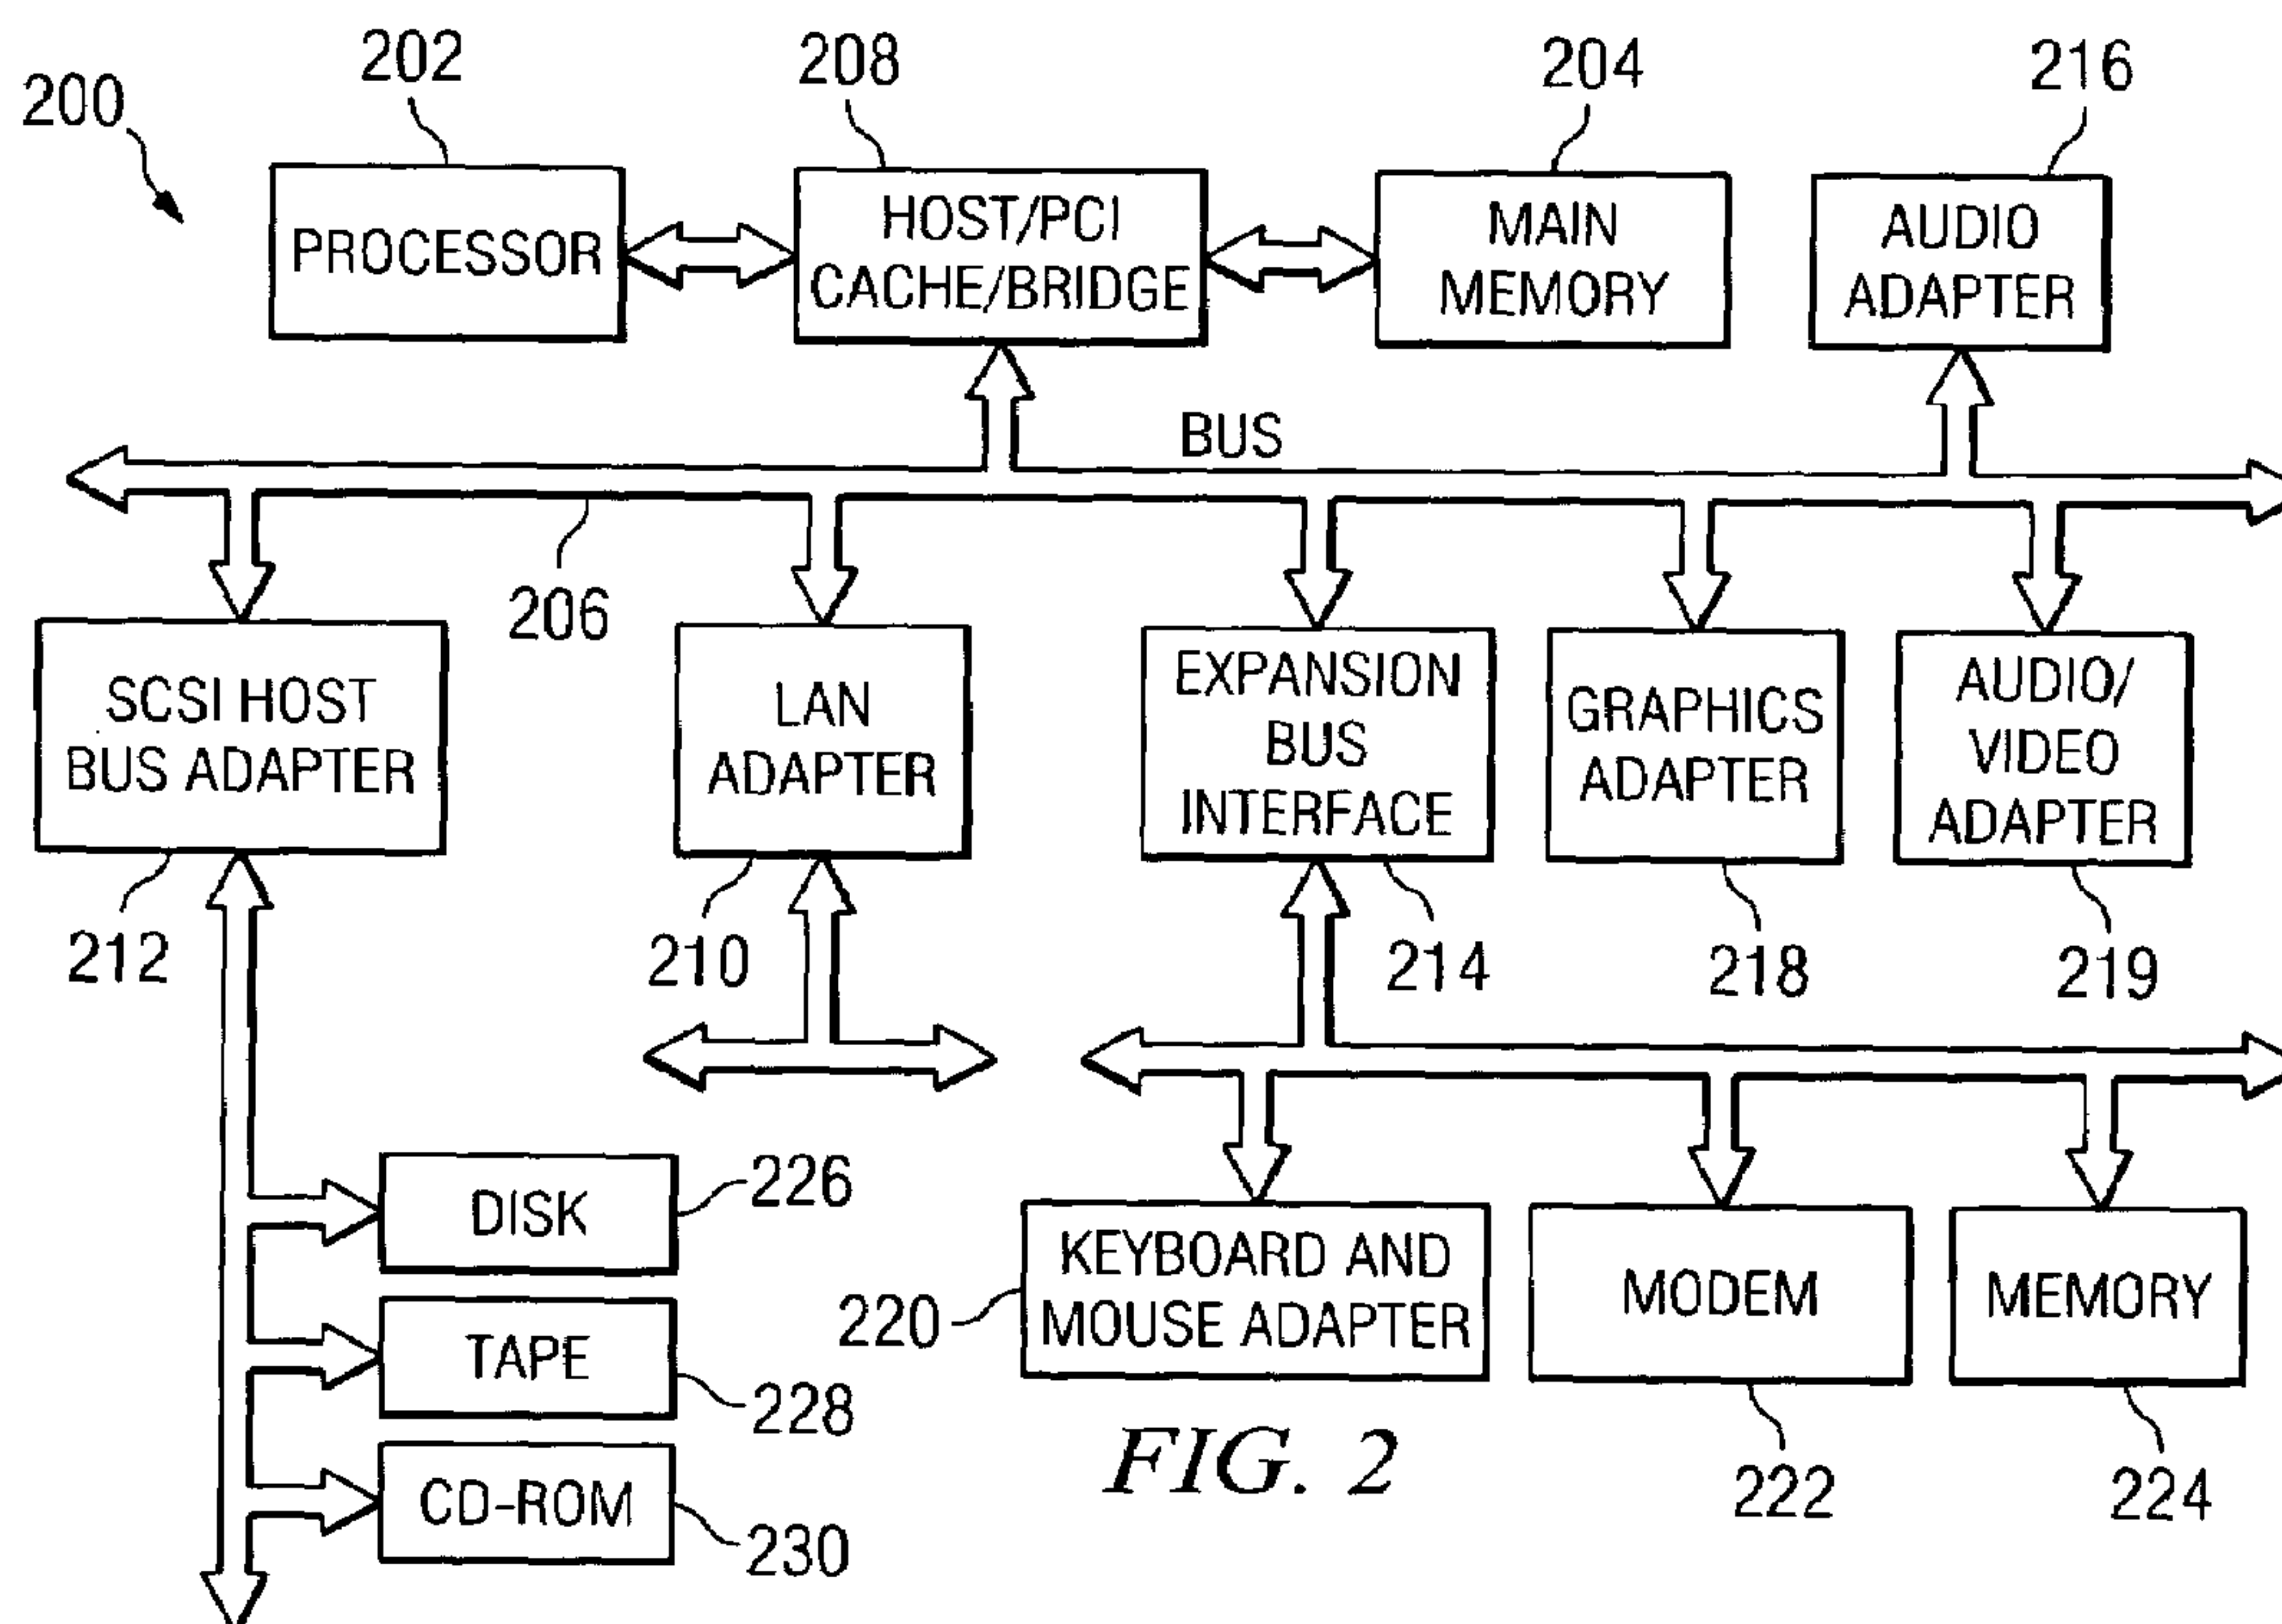 200
202
208
204
216
PROCESSOR
HOST/PCI
CACHE/BRIDGE
MAIN
MEMORY
AUDIO
ADAPTER
BUS
206
SCSI HOST
BUS ADAPTER
LAN
ADAPTER
EXPANSION
BUS
INTERFACE
GRAPHICS
ADAPTER
AUDIO/
VIDEO
ADAPTER
212
210
214
218
219
DISK
226
TAPE
228
CD-ROM
230
220
KEYBOARD AND
MOUSE ADAPTER
MODEM
MEMORY
222
224
FIG. 2